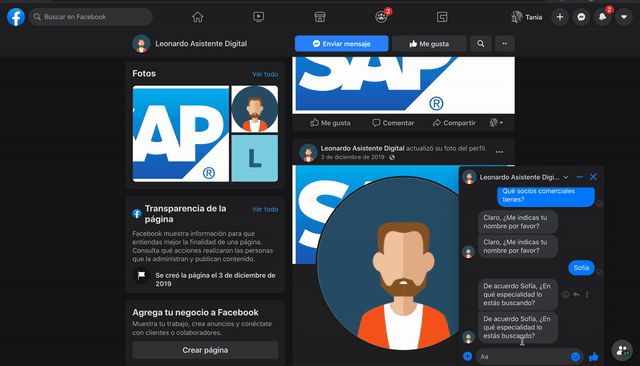 Buscar en Facebook
2
Tania
2
Leonardo Asistente Digital
Enviar mensaje
Me gusta
Fotos
Ver todo
SAP
®
AP
®
L
Transparencia de la
página
Ver todo
Facebook muestra información para que
entiendas mejor la finalidad de una página.
Consulta qué acciones realizaron las personas
que la administran y publican contenido.
Se creó la página el 3 de diciembre de
2019
Agrega tu negocio a Facebook
Muestra tu trabajo, crea anuncios y conéctate
con clientes o colaboradores.
Crear página
Me gusta
Comentar
Compartir
Leonardo Asistente Digital actualizó su foto del perfil.
3 de diciembre de 2019 ·
Leonardo Asistente Digi...
Qué socios comerciales
tienes?
Claro, ¿Me indicas tu
nombre por favor?
Claro, ¿Me indicas tu
nombre por favor?
Sofía
De acuerdo Sofía, ¿En
qué especialidad lo
estás buscando?
De acuerdo Sofía, ¿En
qué especialidad lo
estás buscando?
Aa